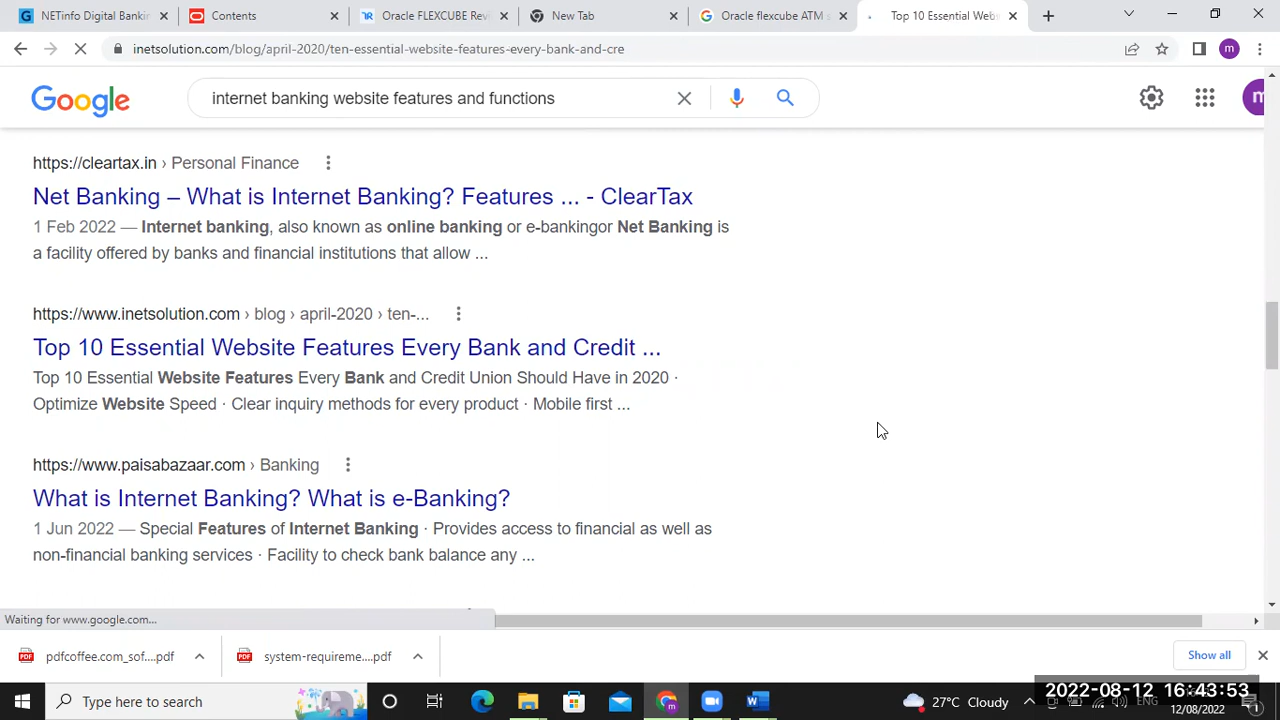 NETinfo Digital Bankin
Contents
Oracle FLEXCUBE Revi
New Tab
Oracle flexcube ATM s
Top 10 Essential Webs
inetsolution.com/blog/april-2020/ten-essential-website-features-every-bank-and-cre
m
Google
internet banking website features and functions
m
https://cleartax.in › Personal Finance
Net Banking – What is Internet Banking? Features ... - ClearTax
1 Feb 2022 — Internet banking, also known as online banking or e-bankingor Net Banking is
a facility offered by banks and financial institutions that allow ...
https://www.inetsolution.com › blog › april-2020 › ten-...
Top 10 Essential Website Features Every Bank and Credit ...
Top 10 Essential Website Features Every Bank and Credit Union Should Have in 2020 ·
Optimize Website Speed · Clear inquiry methods for every product · Mobile first ...
https://www.paisabazaar.com › Banking
What is Internet Banking? What is e-Banking?
1 Jun 2022 — Special Features of Internet Banking · Provides access to financial as well as
non-financial banking services · Facility to check bank balance any ...
Waiting for www.google.com...
pdfcoffee.com_sof....pdf
system-requireme....pdf
Show all
Type here to search
27°C Cloudy
ENG
2022-08-12 16:43:53
12/08/2022